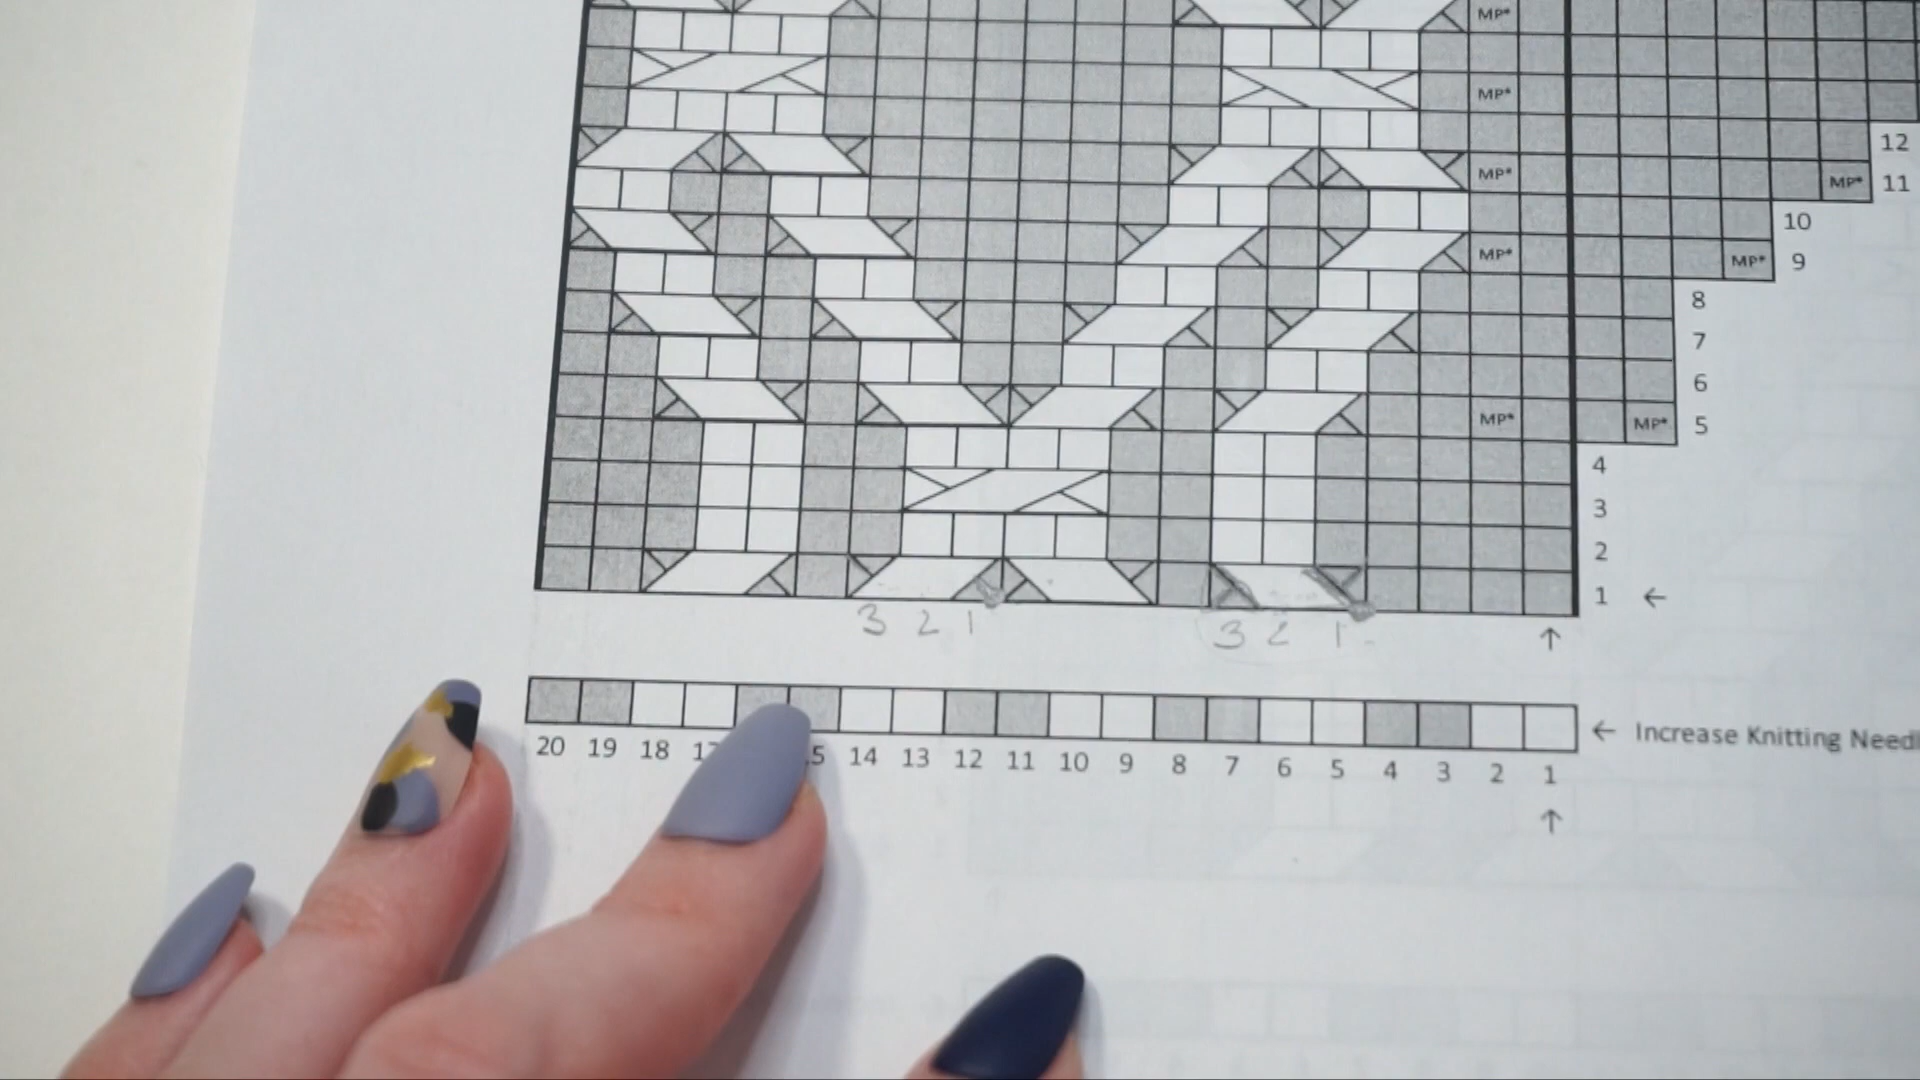 MP*
MP*
12
MP* MP* 11
10
MP* MP* 9
8
7
6
MP* MP* 5
4
3
2
1 ←
3 2 1 3 2 1 ↑
← Increase Knitting
20 19 18 14 13 12 11 10 9 8 7 6 5 4 3 2 1
↑